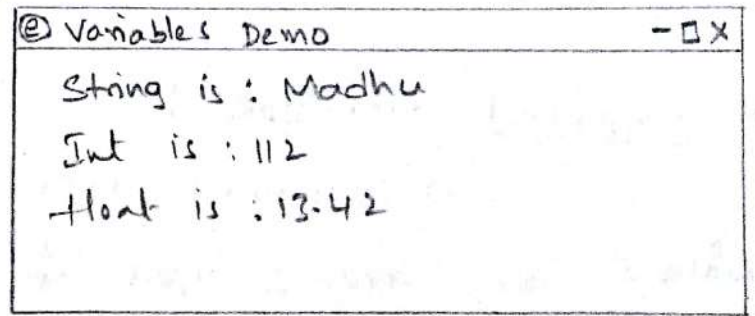 ⓔ Variables Demo - □ ×
String is : Madhu
Int is : 112
float is : 13.42